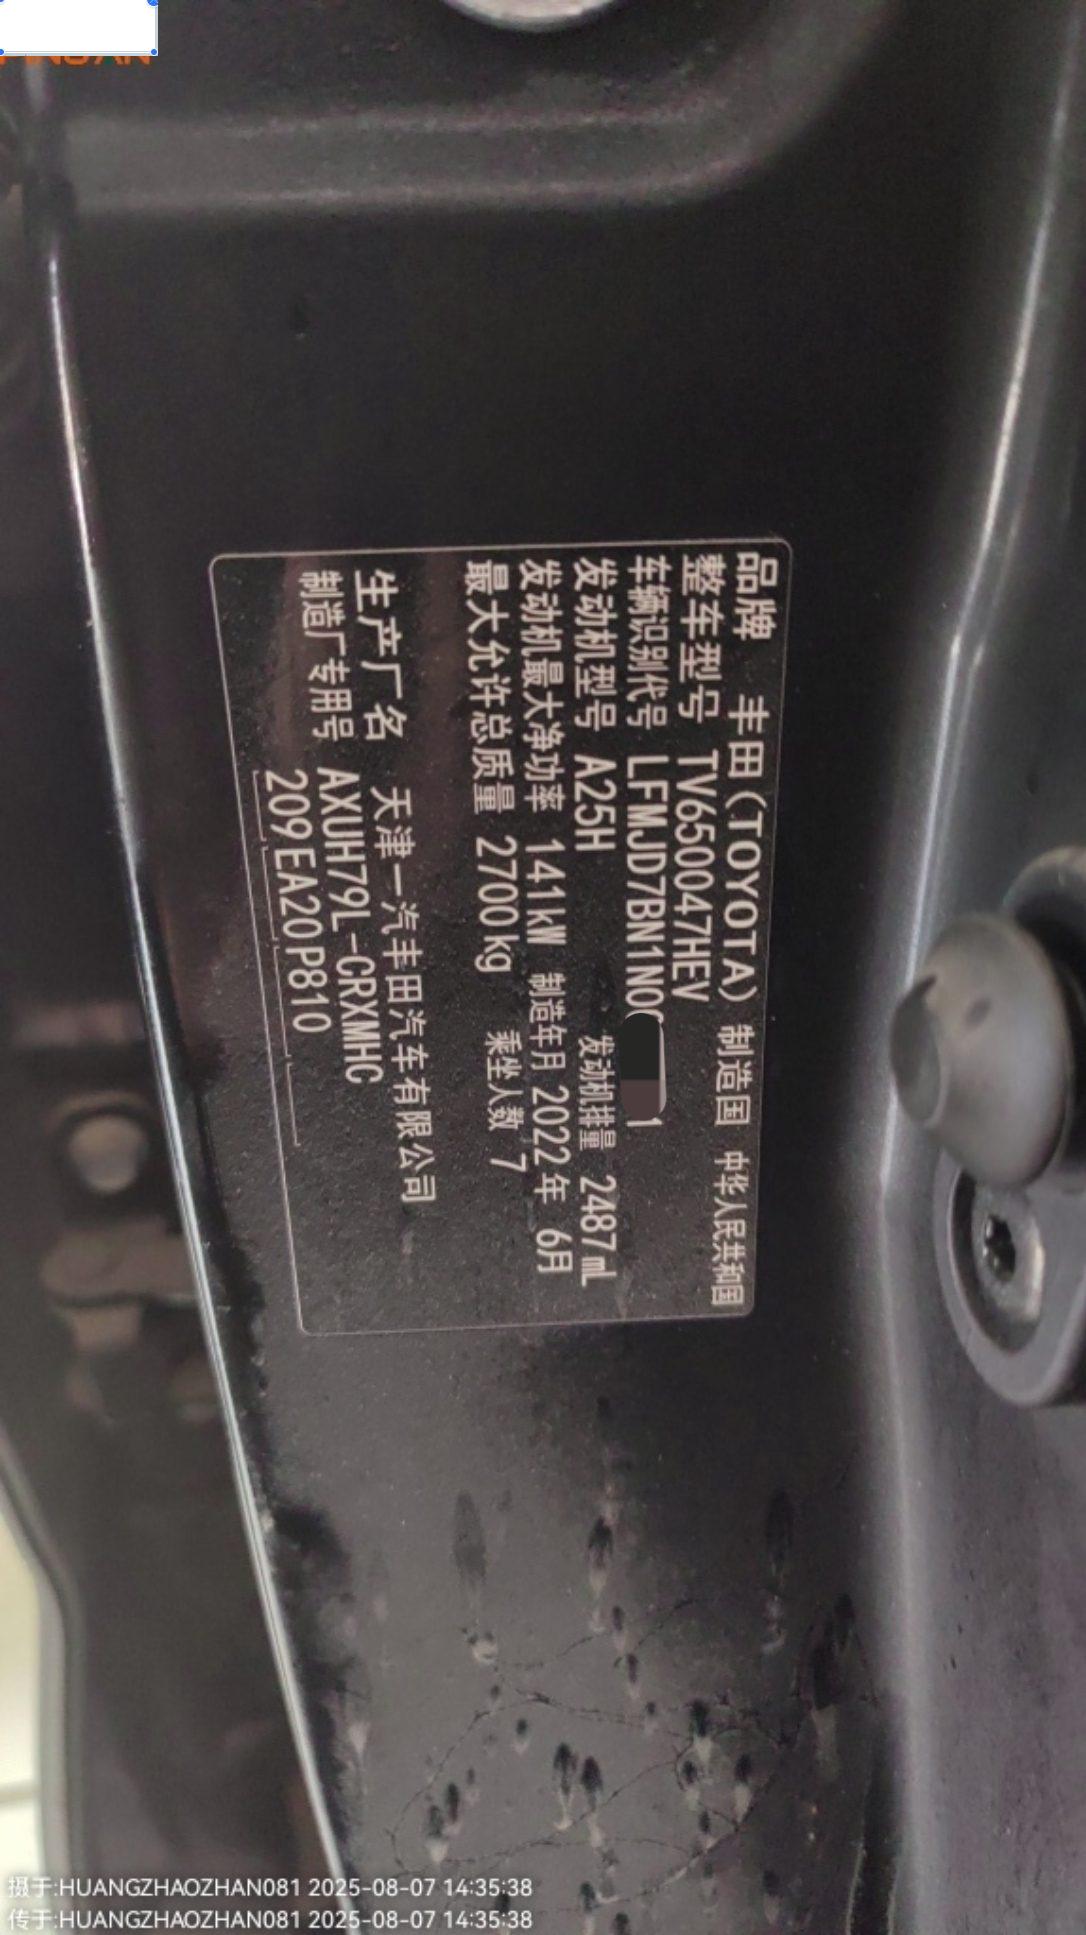 品牌 丰田(TOYOTA) 制造国 中华人民共和国
整车型号 TV6500047HEV
车辆识别代号 LFMJD7BN1N0 1
发动机型号 A25H 发动机排量 2487mL
发动机最大净功率 141kW 制造年月 2022年 6月
最大允许总质量 2700kg 乘坐人数 7
生产厂名 天津一汽丰田汽车有限公司
制造厂专用号 AXUH79L-CRXMHC
209EA20P810
摄于:HUANGZHAOZHAN081 2025-08-07 14:35:38
传于:HUANGZHAOZHAN081 2025-08-07 14:35:38